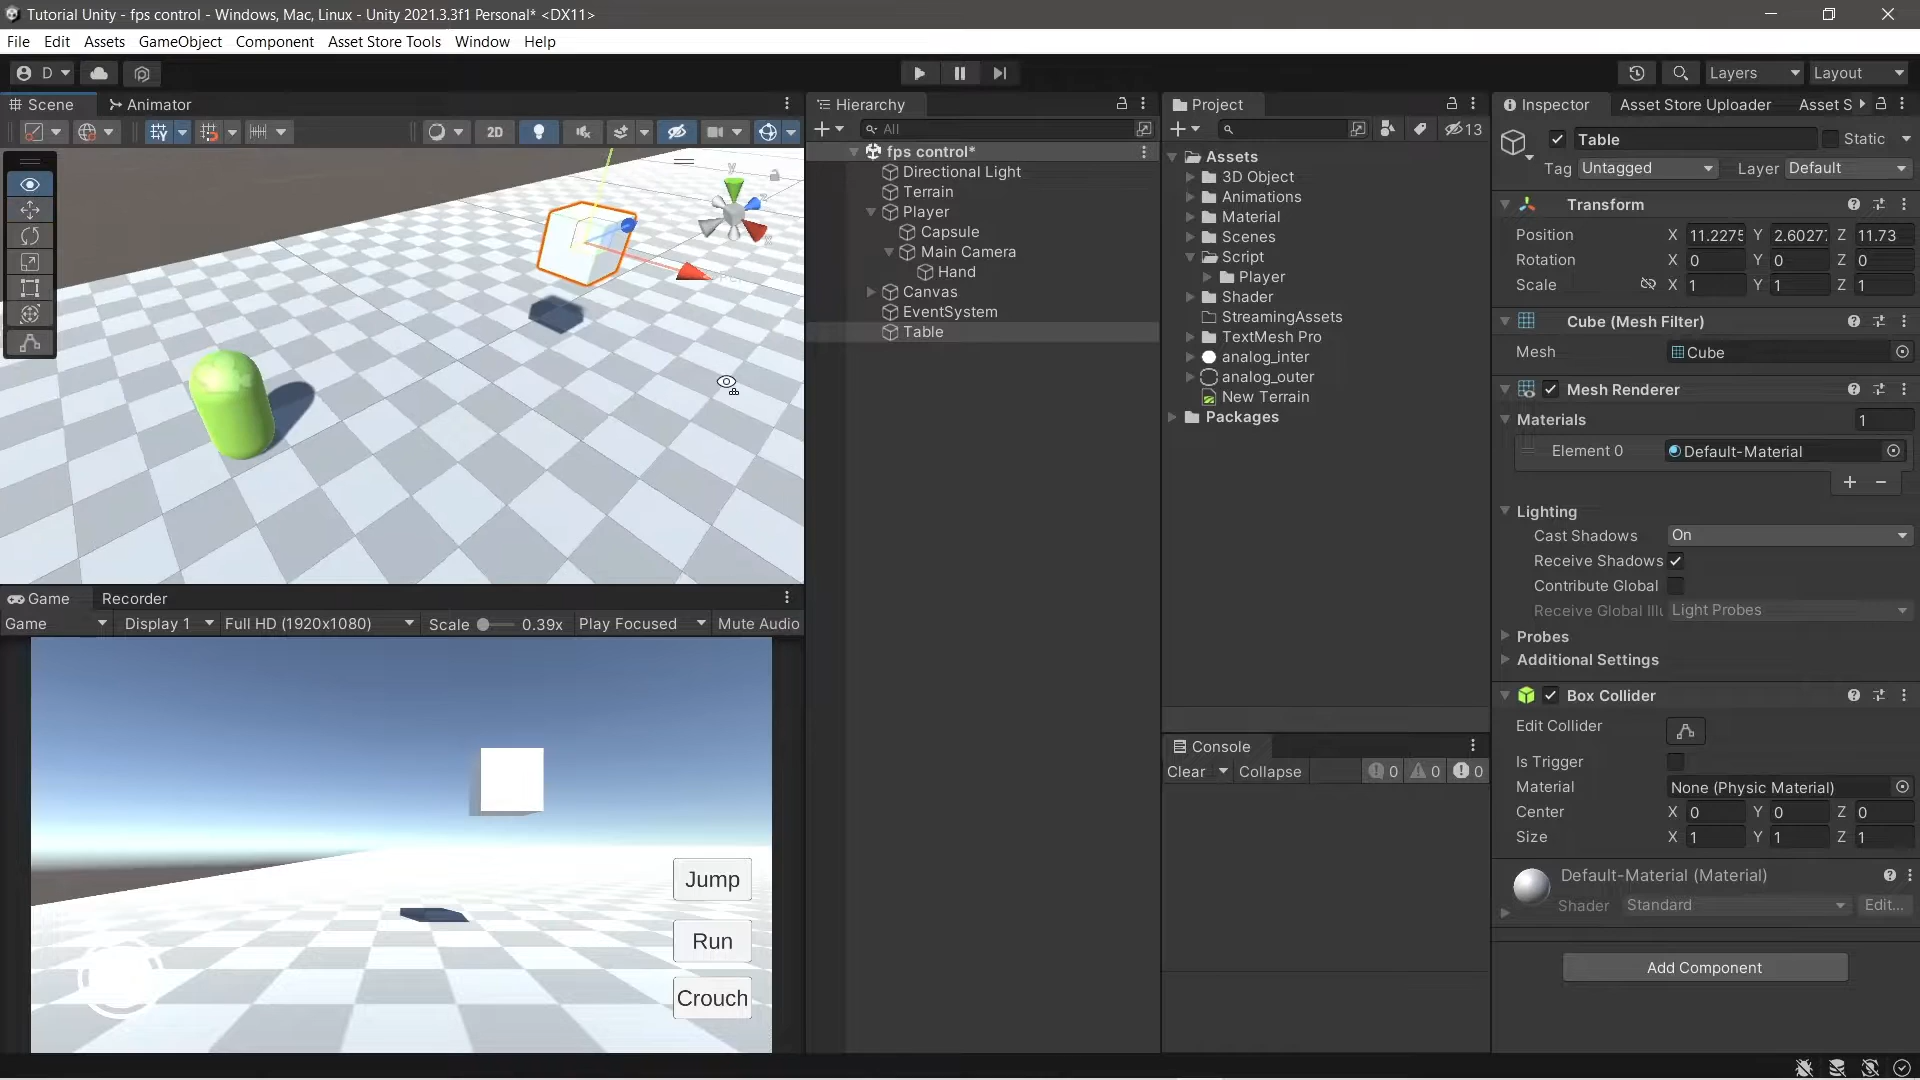 Tutorial Unity - fps control - Windows, Mac, Linux - Unity 2021.3.3f1 Personal* <DX11>
File Edit Assets GameObject Component Asset Store Tools Window Help
D Layers Layout
Scene Animator
2D
y
x
Game Recorder
Game Display 1 Full HD (1920x1080) Scale 0.39x Play Focused Mute Audio
Jump
Run
Crouch
Hierarchy
All
fps control*
Directional Light
Terrain
Player
Capsule
Main Camera
Hand
Canvas
EventSystem
Table
Project
13
Assets
3D Object
Animations
Material
Scenes
Script
Player
Shader
StreamingAssets
TextMesh Pro
analog_inter
analog_outer
New Terrain
Packages
Console
Clear Collapse 0 0 0
Inspector Asset Store Uploader Asset S
Table Static
Tag Untagged Layer Default
Transform
Position X 11.2275 Y 2.6027 Z 11.73
Rotation X 0 Y 0 Z 0
Scale X 1 Y 1 Z 1
Cube (Mesh Filter)
Mesh Cube
Mesh Renderer
Materials 1
Element 0 Default-Material
+ −
Lighting
Cast Shadows On
Receive Shadows
Contribute Global
Receive Global Illu Light Probes
Probes
Additional Settings
Box Collider
Edit Collider
Is Trigger
Material None (Physic Material)
Center X 0 Y 0 Z 0
Size X 1 Y 1 Z 1
Default-Material (Material)
Shader Standard Edit...
Add Component